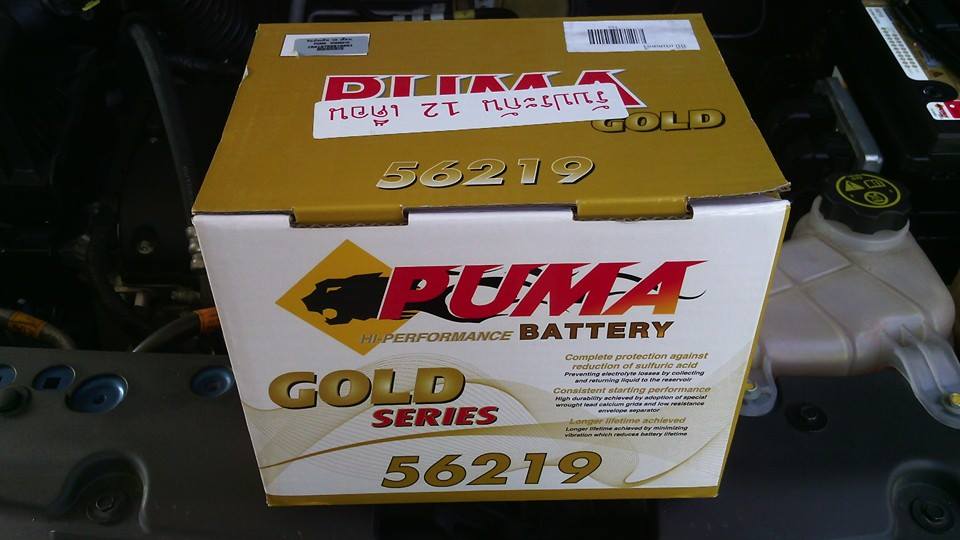 PUMA
รับประกัน 12 เดือน
GOLD
56219
PUMA
HI-PERFORMANCE BATTERY
GOLD
SERIES
56219
Complete protection against
reduction of sulfuric acid
Preventing electrolyte losses by collecting
and returning liquid to the reservoir
Consistent starting performance
High durability achieved by adoption of special
wrought lead calcium grids and low resistance
envelope separator
Longer lifetime achieved
Longer lifetime achieved by minimizing
vibration which reduces battery lifetime